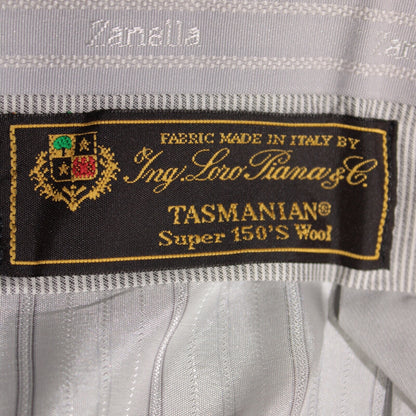 Zanella
FABRIC MADE IN ITALY BY
Ing. Loro Piana & C.
TASMANIAN®
Super 150'S Wool